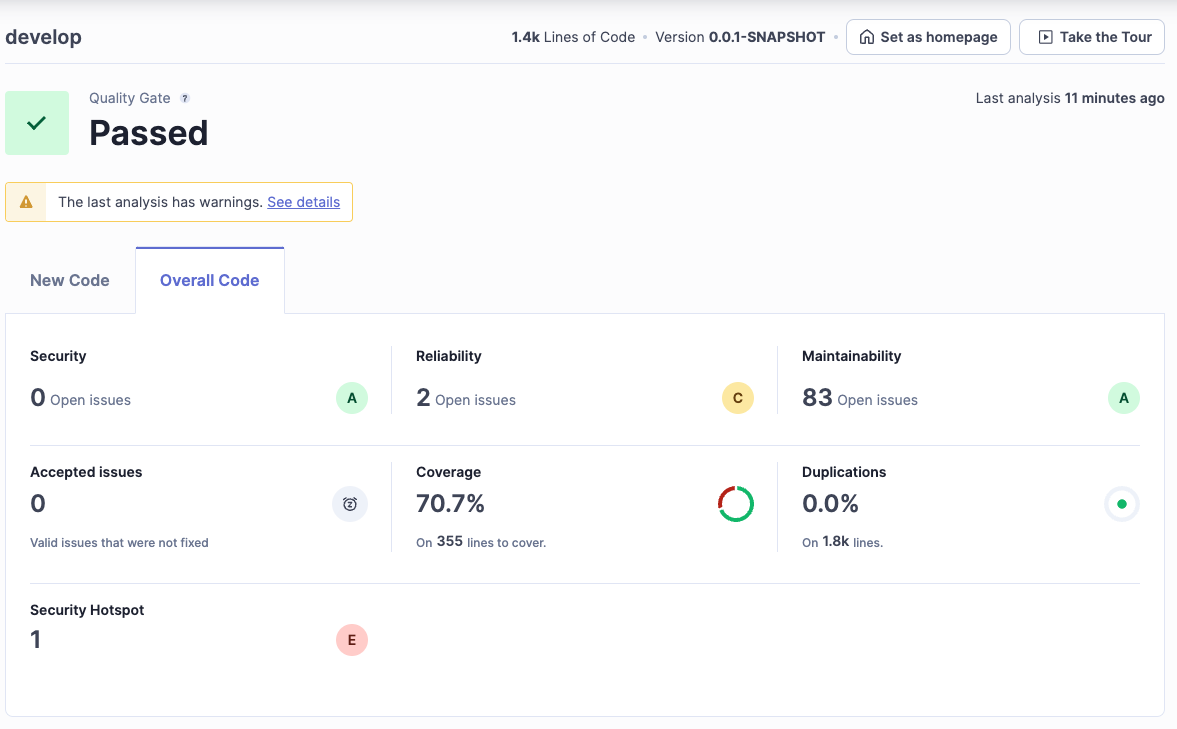 develop
1.4k Lines of Code • Version 0.0.1-SNAPSHOT •
Set as homepage
Take the Tour
Quality Gate ?
Passed
Last analysis 11 minutes ago
The last analysis has warnings. See details
New Code
Overall Code
Security
0 Open issues
A
Reliability
2 Open issues
C
Maintainability
83 Open issues
A
Accepted issues
0
Valid issues that were not fixed
Coverage
70.7%
On 355 lines to cover.
Duplications
0.0%
On 1.8k lines.
Security Hotspot
1
E